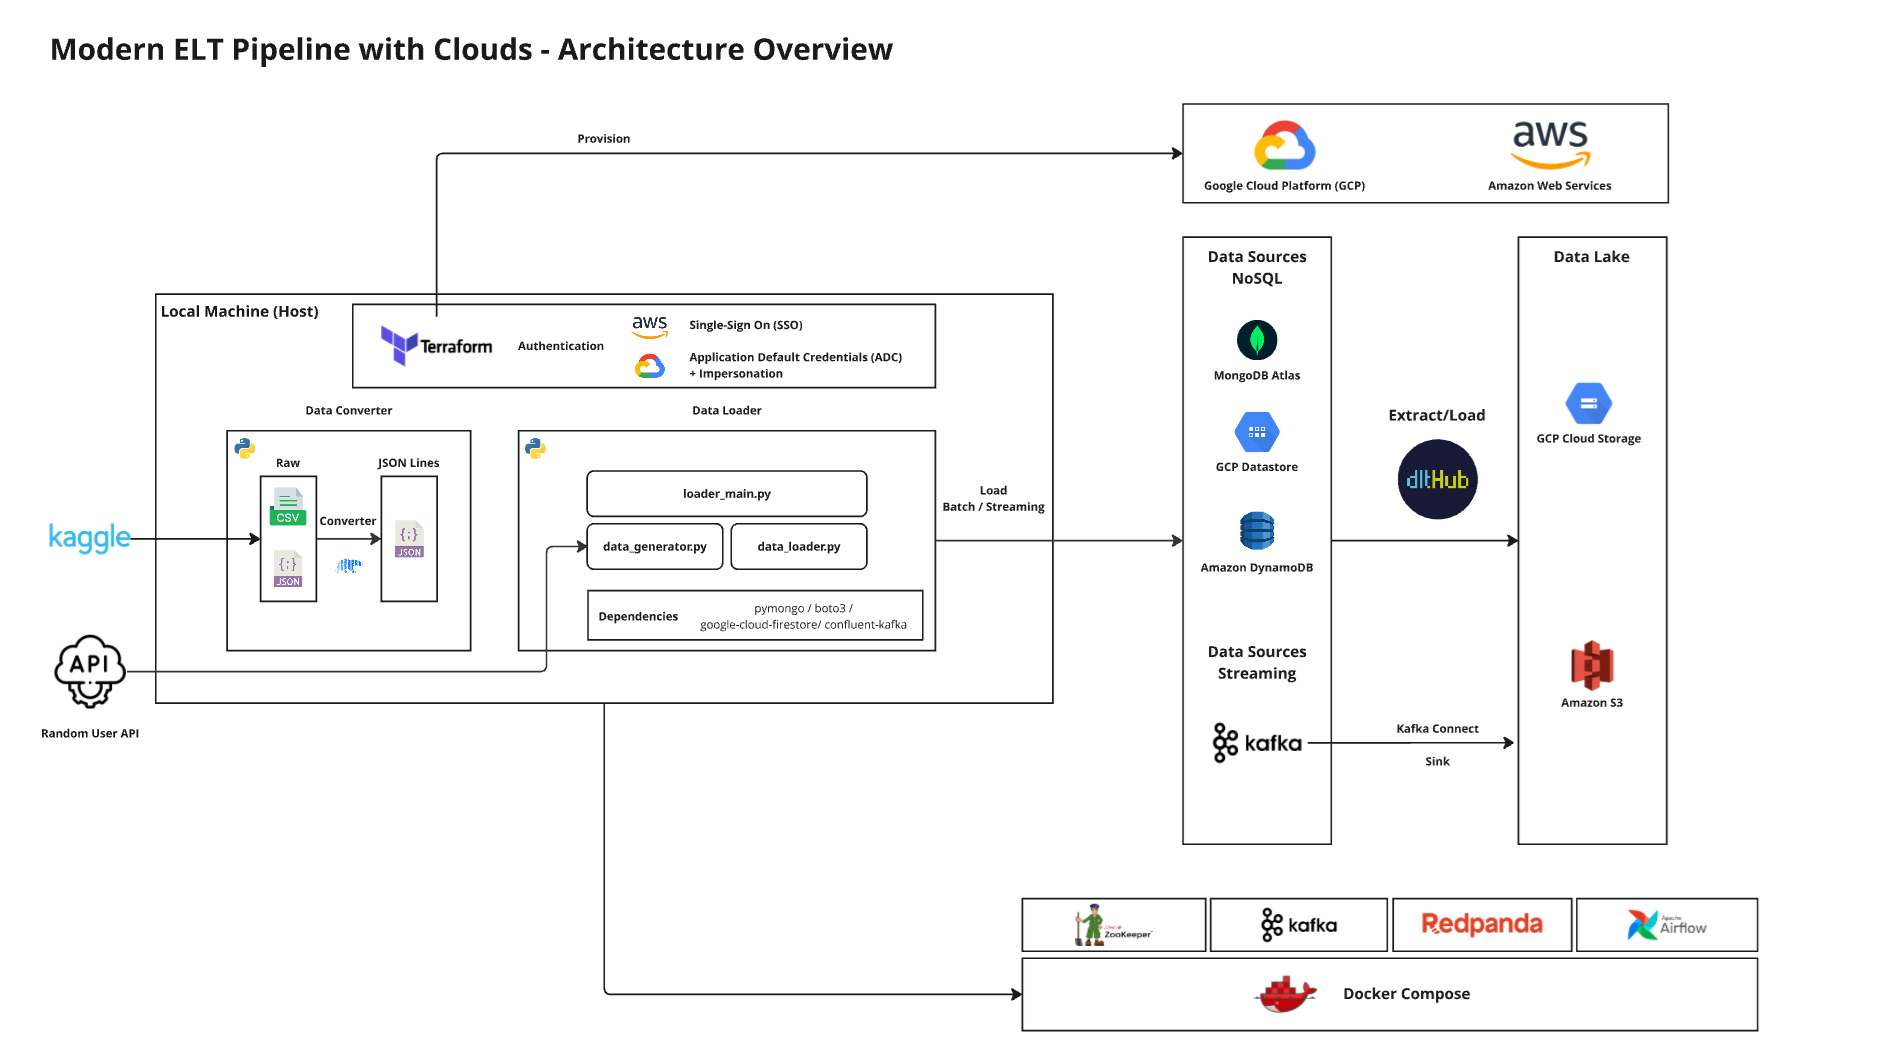 Modern ELT Pipeline with Clouds - Architecture Overview
Provision
Google Cloud Platform (GCP)
aws
Amazon Web Services
Local Machine (Host)
Terraform
Authentication
aws
Single-Sign On (SSO)
Application Default Credentials (ADC)
+ Impersonation
Data Converter
Raw
JSON Lines
CSV
Converter
{;}
JSON
{;}
JSON
kaggle
API
Random User API
Data Loader
loader_main.py
data_generator.py
data_loader.py
Dependencies
pymongo / boto3 /
google-cloud-firestore/ confluent-kafka
Load
Batch / Streaming
Data Sources
NoSQL
MongoDB Atlas
GCP Datastore
Amazon DynamoDB
Data Sources
Streaming
kafka
Extract/Load
dltHub
Kafka Connect
Sink
Data Lake
GCP Cloud Storage
Amazon S3
ZooKeeper
kafka
Redpanda
Apache
Airflow
Docker Compose